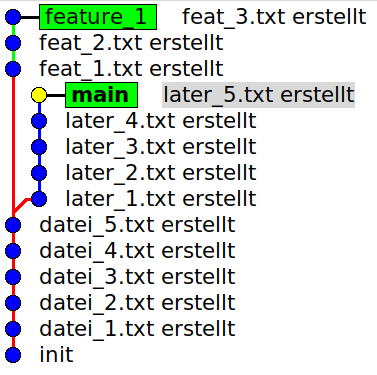 feature_1 feat_3.txt erstellt
feat_2.txt erstellt
feat_1.txt erstellt
main later_5.txt erstellt
later_4.txt erstellt
later_3.txt erstellt
later_2.txt erstellt
later_1.txt erstellt
datei_5.txt erstellt
datei_4.txt erstellt
datei_3.txt erstellt
datei_2.txt erstellt
datei_1.txt erstellt
init